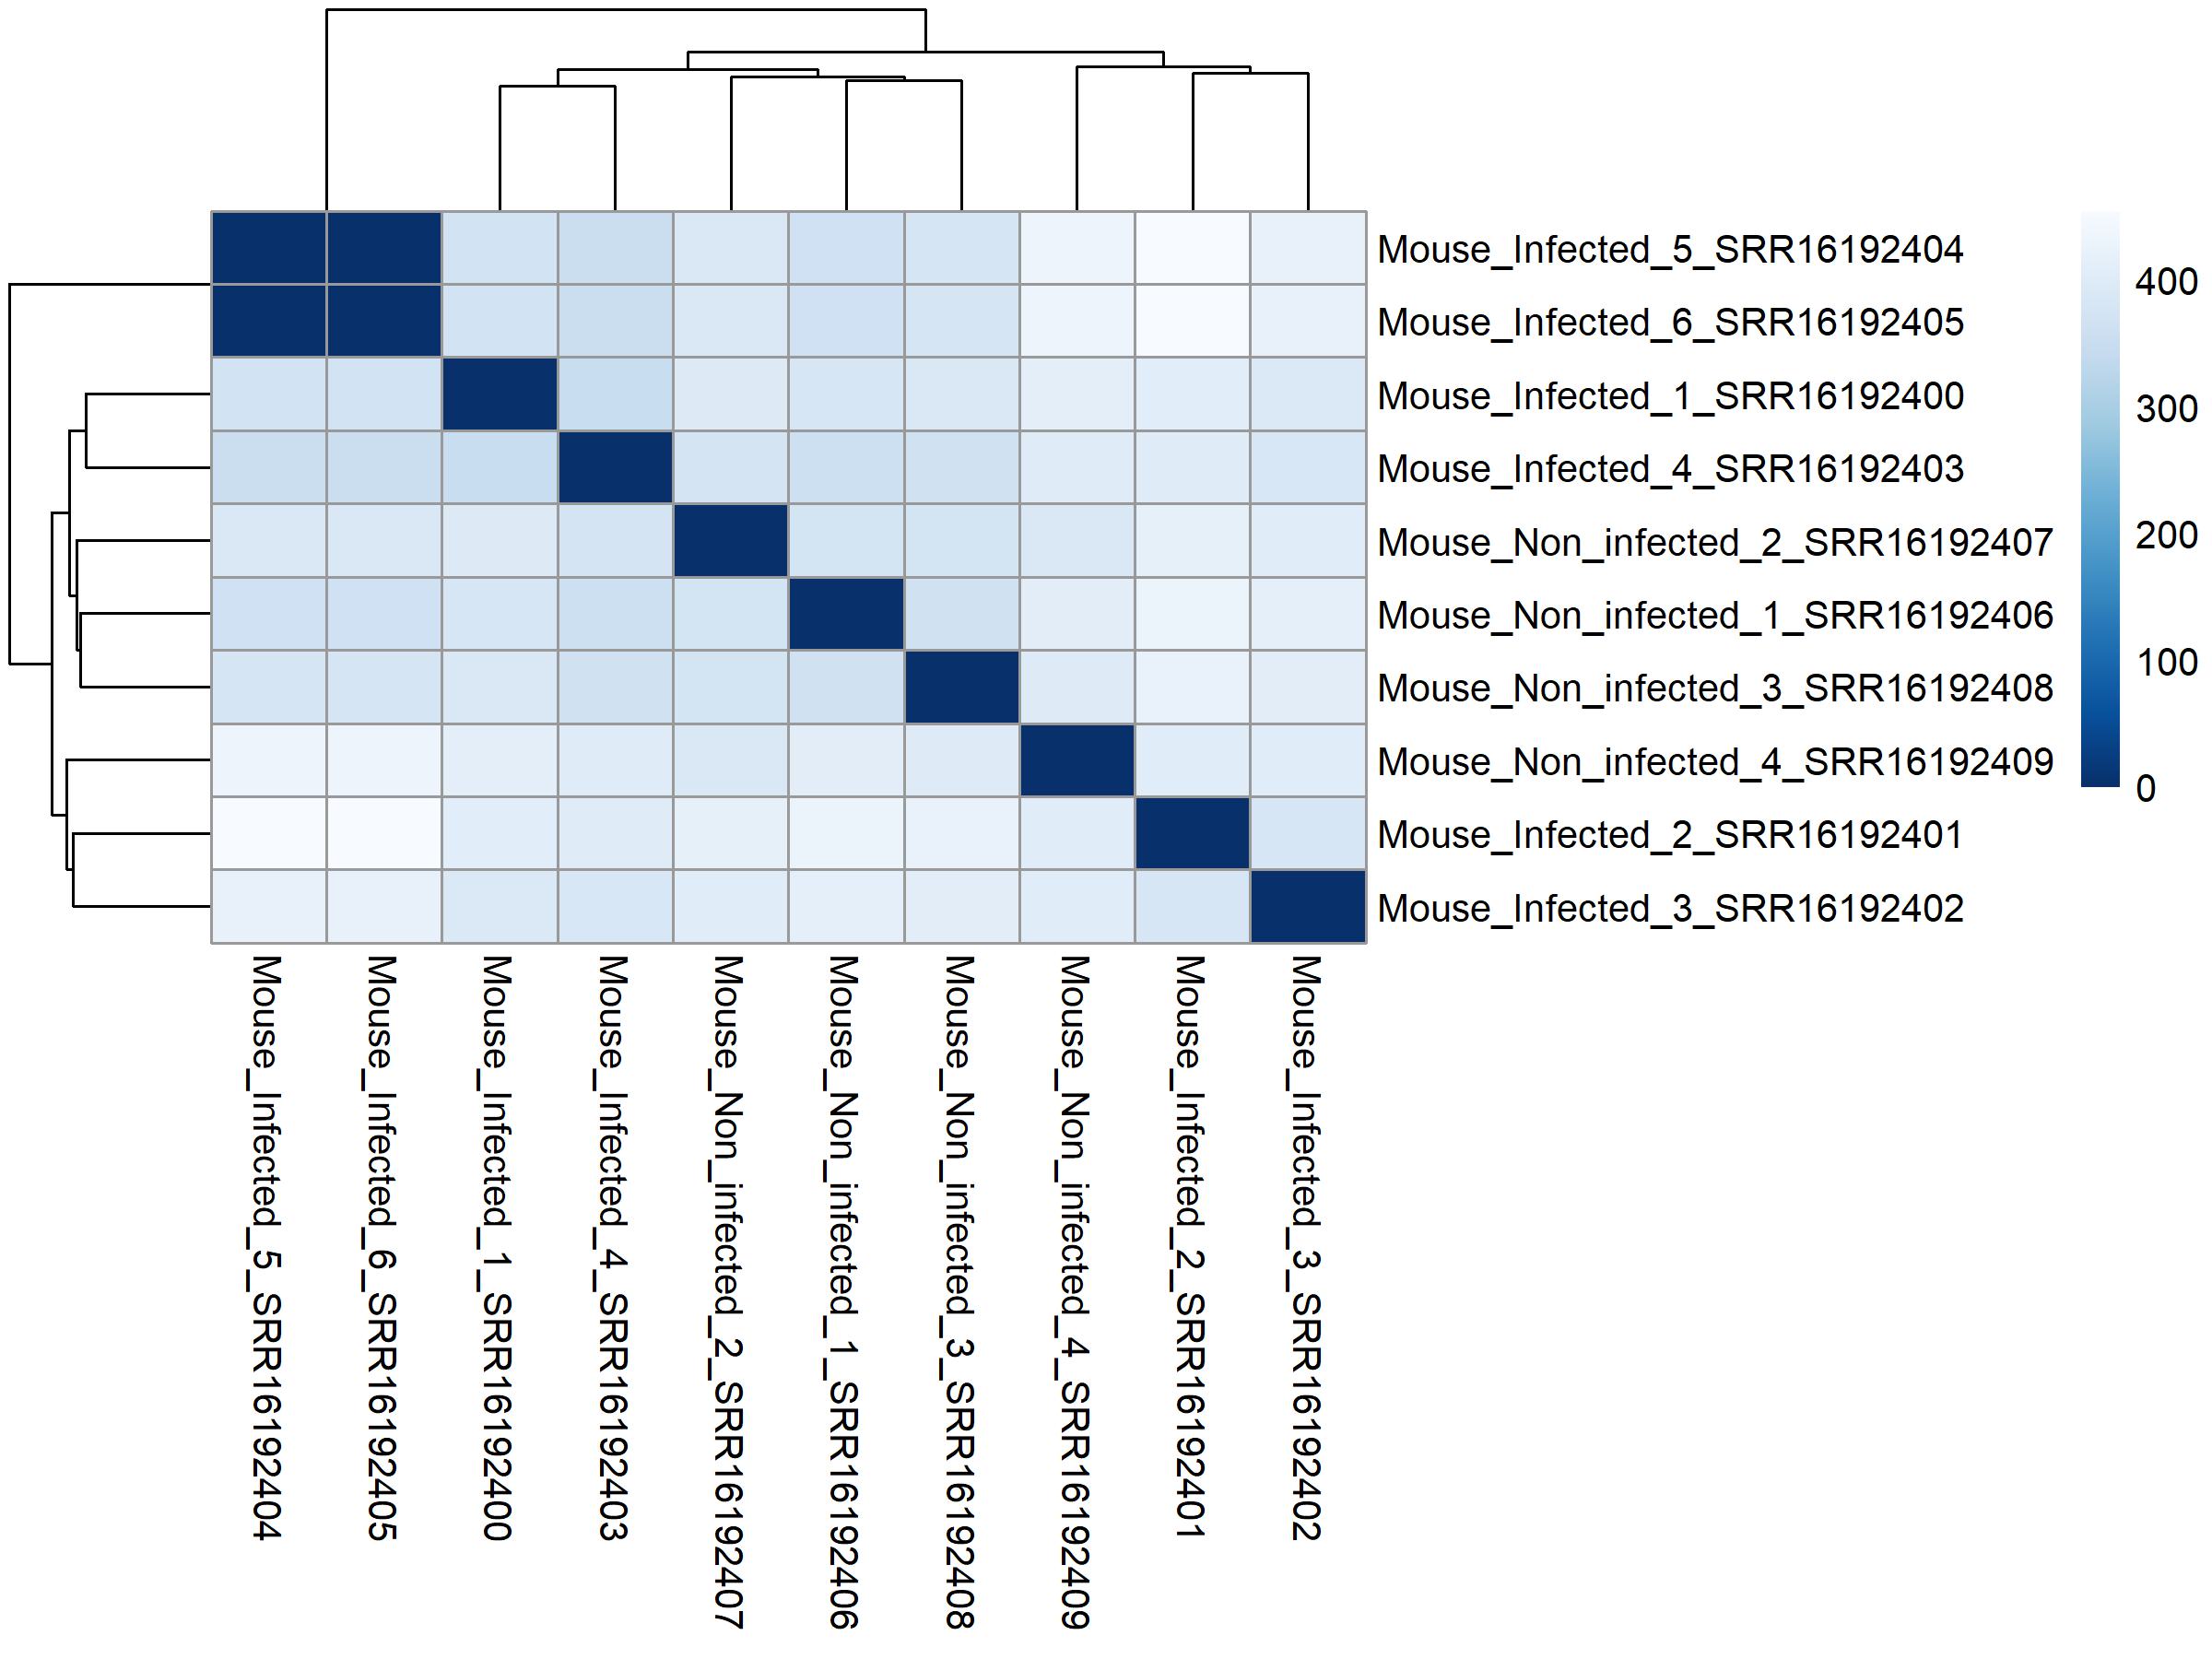 Mouse_Infected_5_SRR16192404
Mouse_Infected_6_SRR16192405
Mouse_Infected_1_SRR16192400
Mouse_Infected_4_SRR16192403
Mouse_Non_infected_2_SRR16192407
Mouse_Non_infected_1_SRR16192406
Mouse_Non_infected_3_SRR16192408
Mouse_Non_infected_4_SRR16192409
Mouse_Infected_2_SRR16192401
Mouse_Infected_3_SRR16192402
400
300
200
100
0
Mouse_Infected_5_SRR16192404
Mouse_Infected_6_SRR16192405
Mouse_Infected_1_SRR16192400
Mouse_Infected_4_SRR16192403
Mouse_Non_infected_2_SRR16192407
Mouse_Non_infected_1_SRR16192406
Mouse_Non_infected_3_SRR16192408
Mouse_Non_infected_4_SRR16192409
Mouse_Infected_2_SRR16192401
Mouse_Infected_3_SRR16192402